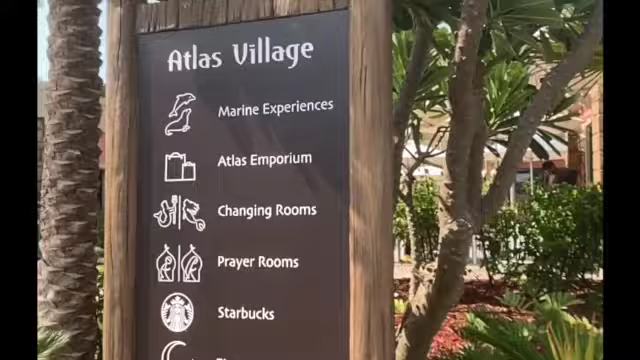 Atlas Village
Marine Experiences
Atlas Emporium
Changing Rooms
Prayer Rooms
Starbucks